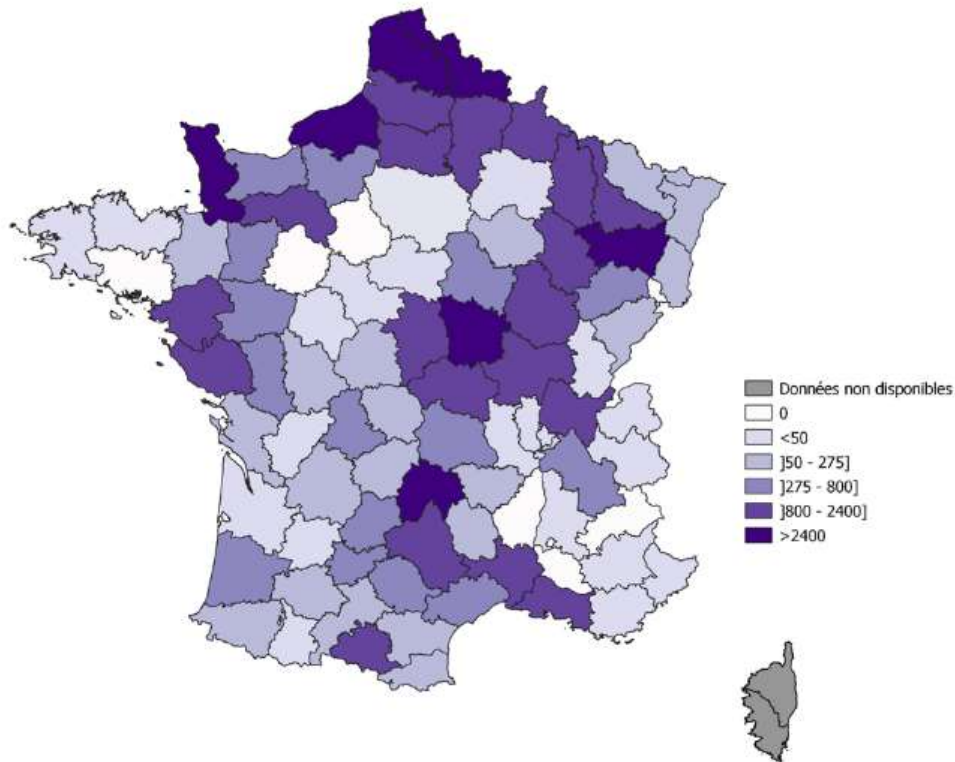 Données non disponibles
0
<50
]50 - 275]
]275 - 800]
]800 - 2400]
>2400